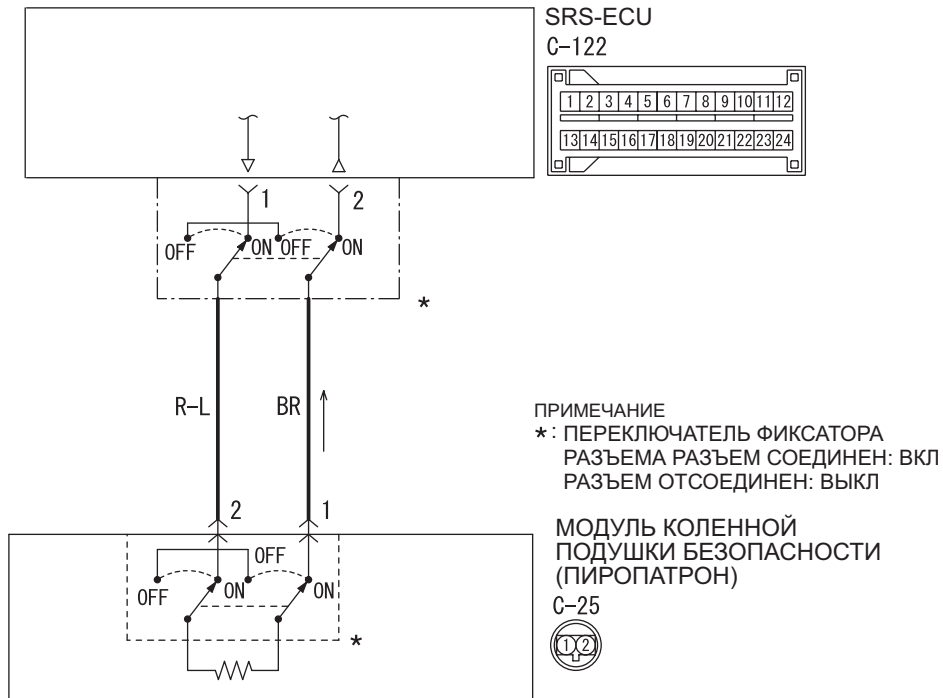 SRS-ECU
C-122
1 2 3 4 5 6 7 8 9 10 11 12
13 14 15 16 17 18 19 20 21 22 23 24
1 2
OFF ON OFF ON
*
R-L BR
ПРИМЕЧАНИЕ
*: ПЕРЕКЛЮЧАТЕЛЬ ФИКСАТОРА
РАЗЪЕМА РАЗЪЕМ СОЕДИНЕН: ВКЛ
РАЗЪЕМ ОТСОЕДИНЕН: ВЫКЛ
2 1
МОДУЛЬ КОЛЕННОЙ
ПОДУШКИ БЕЗОПАСНОСТИ
(ПИРОПАТРОН)
C-25
1 2
OFF ON OFF ON
*